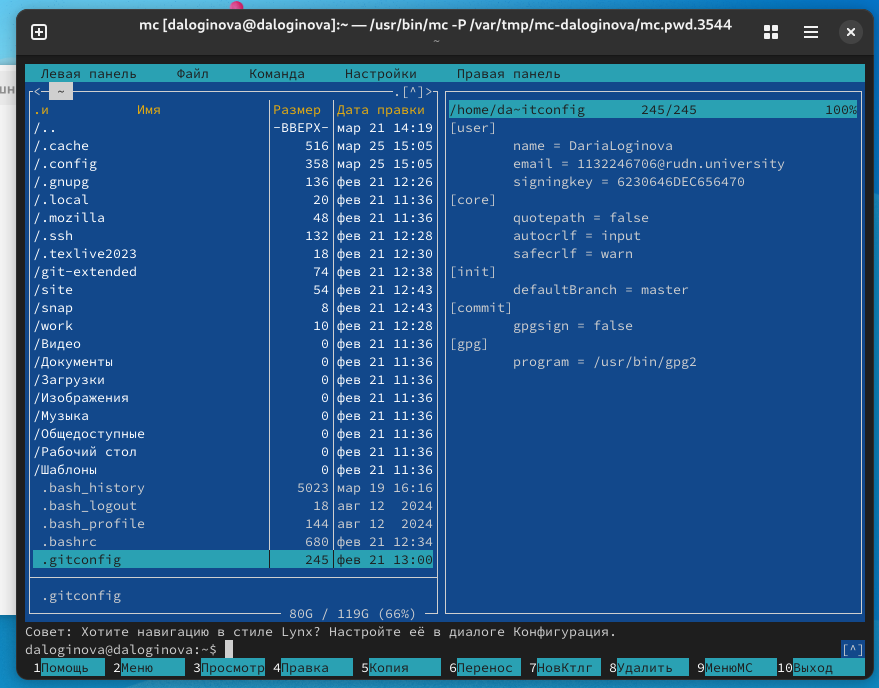 mc [daloginova@daloginova]:~ — /usr/bin/mc -P /var/tmp/mc-daloginova/mc.pwd.3544
~
Левая панель Файл Команда Настройки Правая панель
<- ~ .[^]>
.и Имя Размер Дата правки
/.. -ВВЕРХ- мар 21 14:19
/.cache 516 мар 25 15:05
/.config 358 мар 25 15:05
/.gnupg 136 фев 21 12:26
/.local 20 фев 21 11:36
/.mozilla 48 фев 21 11:36
/.ssh 132 фев 21 12:28
/.texlive2023 18 фев 21 12:30
/git-extended 74 фев 21 12:38
/site 54 фев 21 12:43
/snap 8 фев 21 12:43
/work 10 фев 21 12:28
/Видео 0 фев 21 11:36
/Документы 0 фев 21 11:36
/Загрузки 0 фев 21 11:36
/Изображения 0 фев 21 11:36
/Музыка 0 фев 21 11:36
/Общедоступные 0 фев 21 11:36
/Рабочий стол 0 фев 21 11:36
/Шаблоны 0 фев 21 11:36
.bash_history 5023 мар 19 16:16
.bash_logout 18 авг 12 2024
.bash_profile 144 авг 12 2024
.bashrc 680 фев 21 12:34
.gitconfig 245 фев 21 13:00
.gitconfig
80G / 119G (66%)
/home/da~itconfig 245/245 100%
[user]
name = DariaLoginova
email = 1132246706@rudn.university
signingkey = 6230646DEC656470
[core]
quotepath = false
autocrlf = input
safecrlf = warn
[init]
defaultBranch = master
[commit]
gpgsign = false
[gpg]
program = /usr/bin/gpg2
Совет: Хотите навигацию в стиле Lynx? Настройте её в диалоге Конфигурация.
daloginova@daloginova:~$ [^]
1Помощь 2Меню 3Просмотр 4Правка 5Копия 6Перенос 7НовКтлг 8Удалить 9МенюMC 10Выход